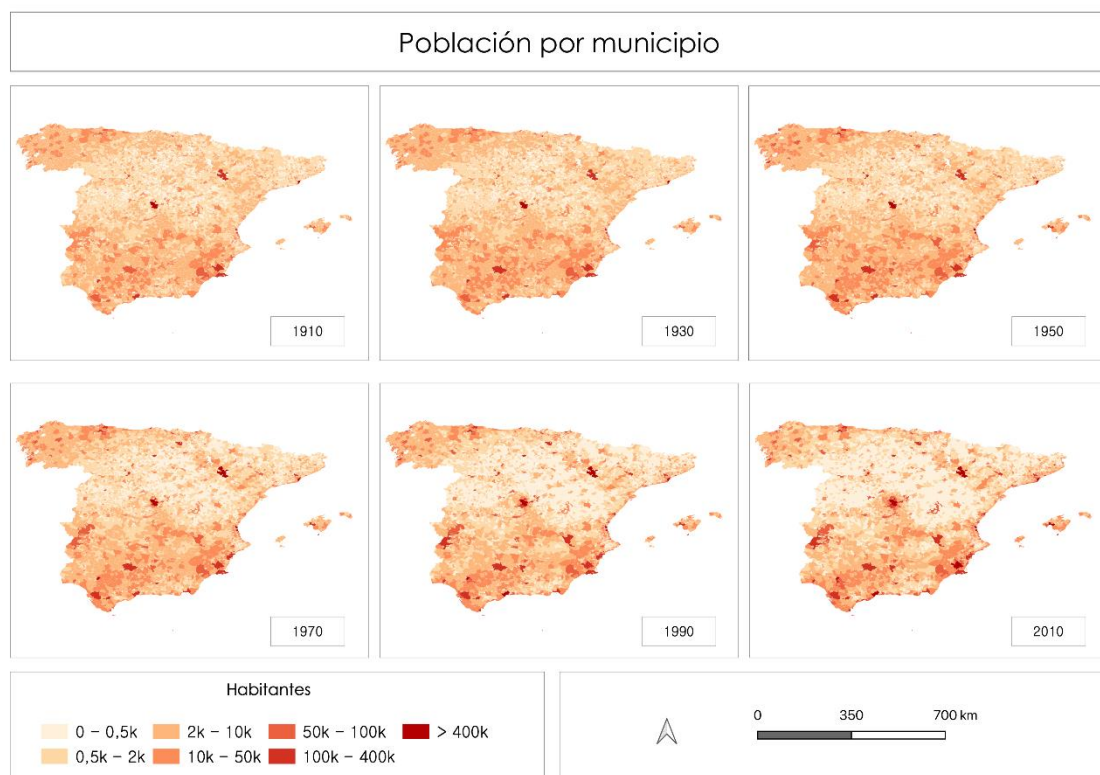 Población por municipio
1910
1930
1950
1970
1990
2010
Habitantes
0 – 0,5k 2k – 10k 50k – 100k > 400k
0,5k – 2k 10k – 50k 100k – 400k
0 350 700 km